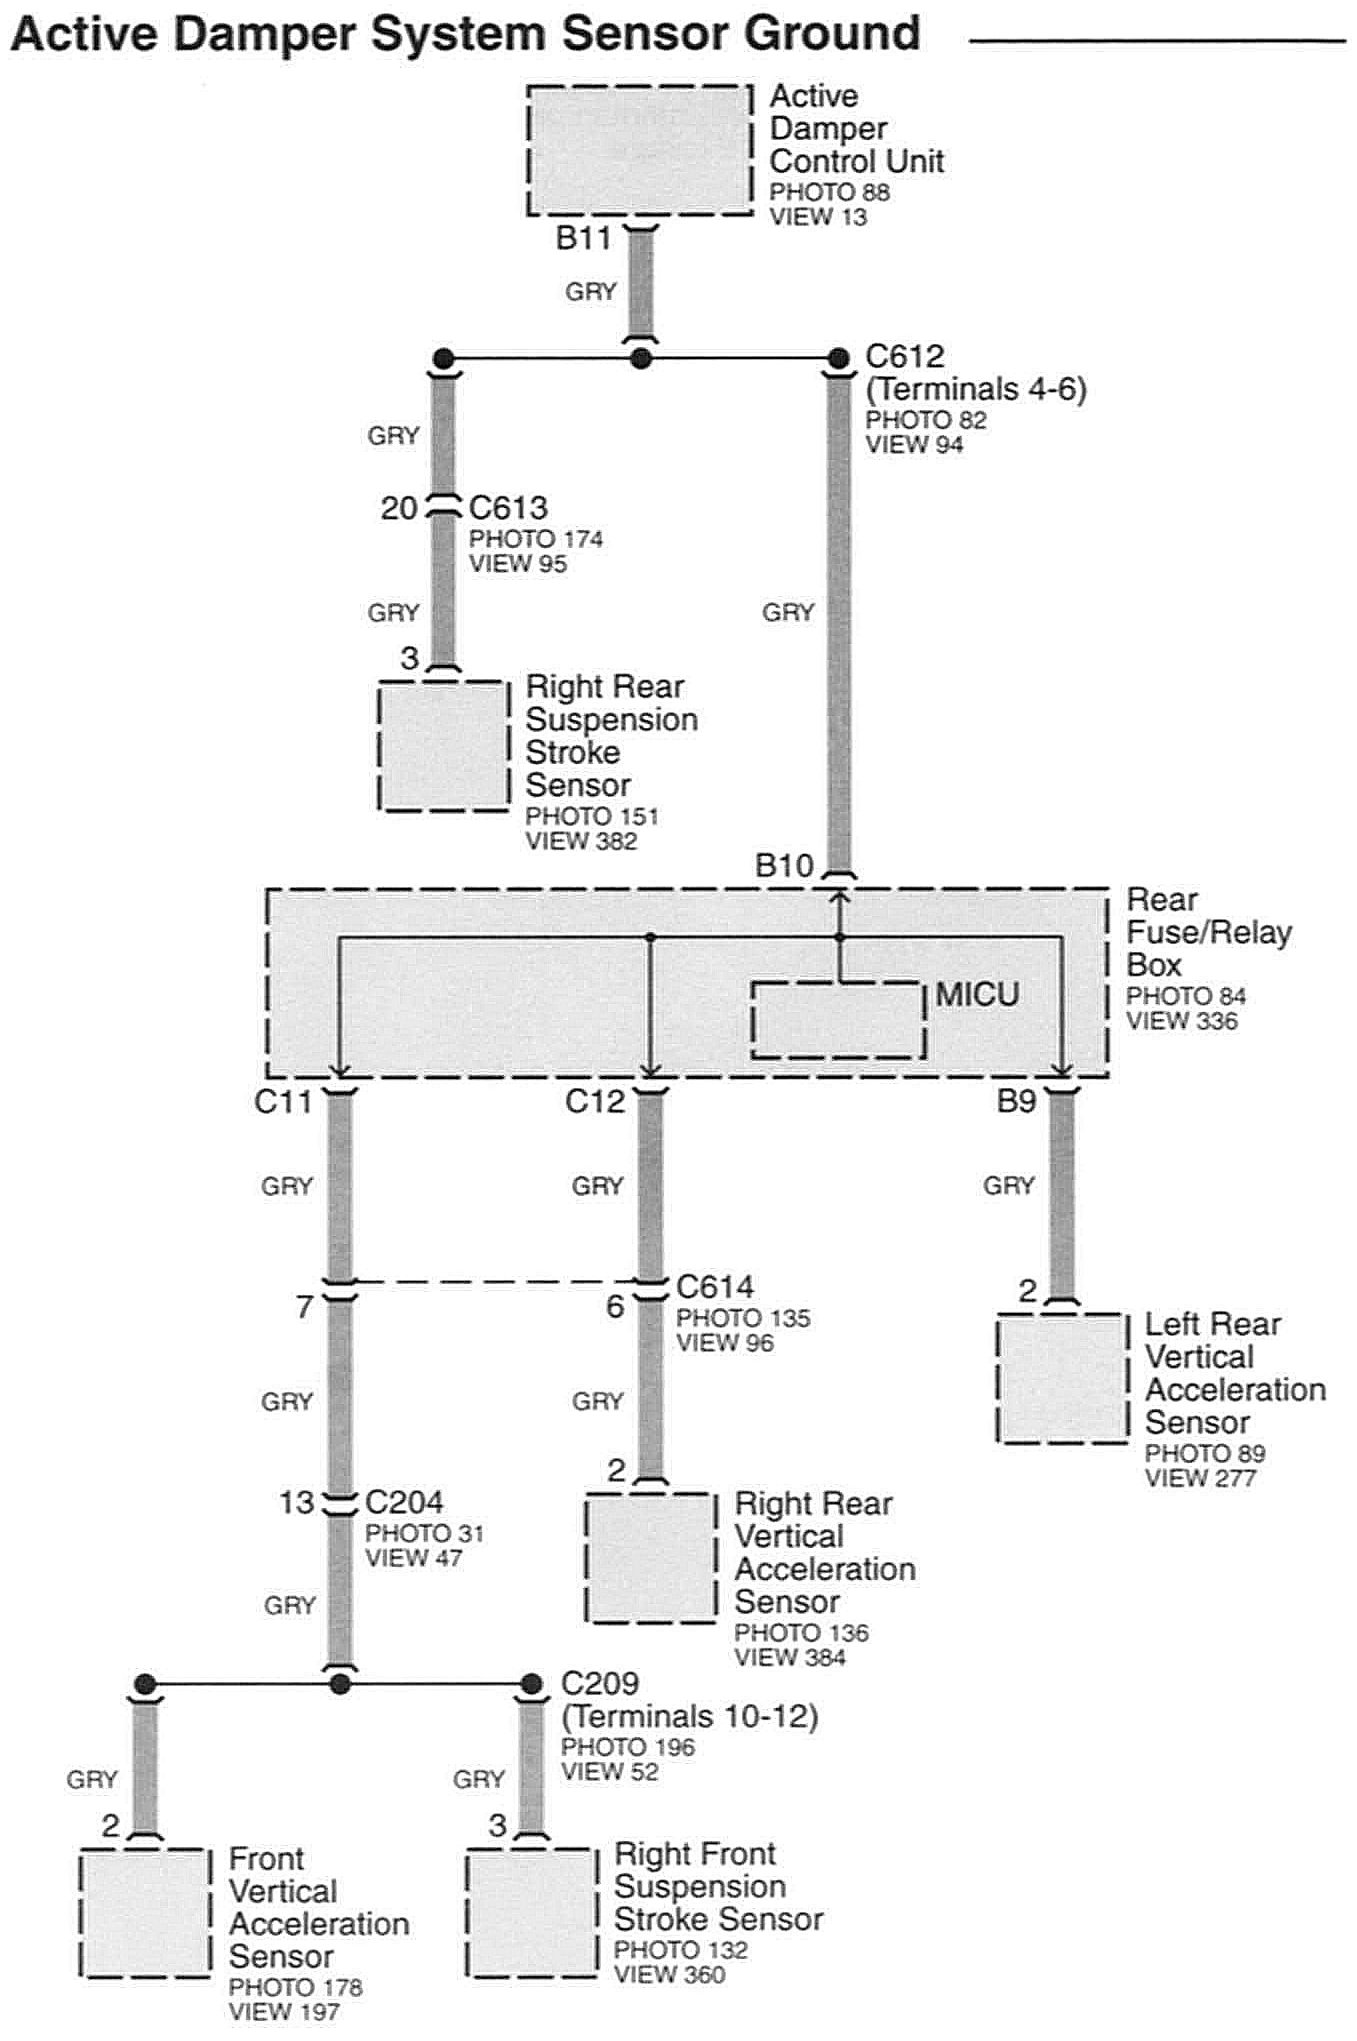 Active Damper System Sensor Ground
Active
Damper
Control Unit
PHOTO 88
VIEW 13
B11
GRY
C612
(Terminals 4-6)
PHOTO 82
VIEW 94
GRY
20
C613
PHOTO 174
VIEW 95
GRY
GRY
3
Right Rear
Suspension
Stroke
Sensor
PHOTO 151
VIEW 382
B10
Rear
Fuse/Relay
Box
PHOTO 84
VIEW 336
MICU
C11
C12
B9
GRY
GRY
GRY
7
6
C614
PHOTO 135
VIEW 96
2
Left Rear
Vertical
Acceleration
Sensor
PHOTO 89
VIEW 277
GRY
GRY
2
13
C204
PHOTO 31
VIEW 47
Right Rear
Vertical
Acceleration
Sensor
PHOTO 136
VIEW 384
GRY
C209
(Terminals 10-12)
PHOTO 196
VIEW 52
GRY
GRY
2
3
Front
Vertical
Acceleration
Sensor
PHOTO 178
VIEW 197
Right Front
Suspension
Stroke Sensor
PHOTO 132
VIEW 360